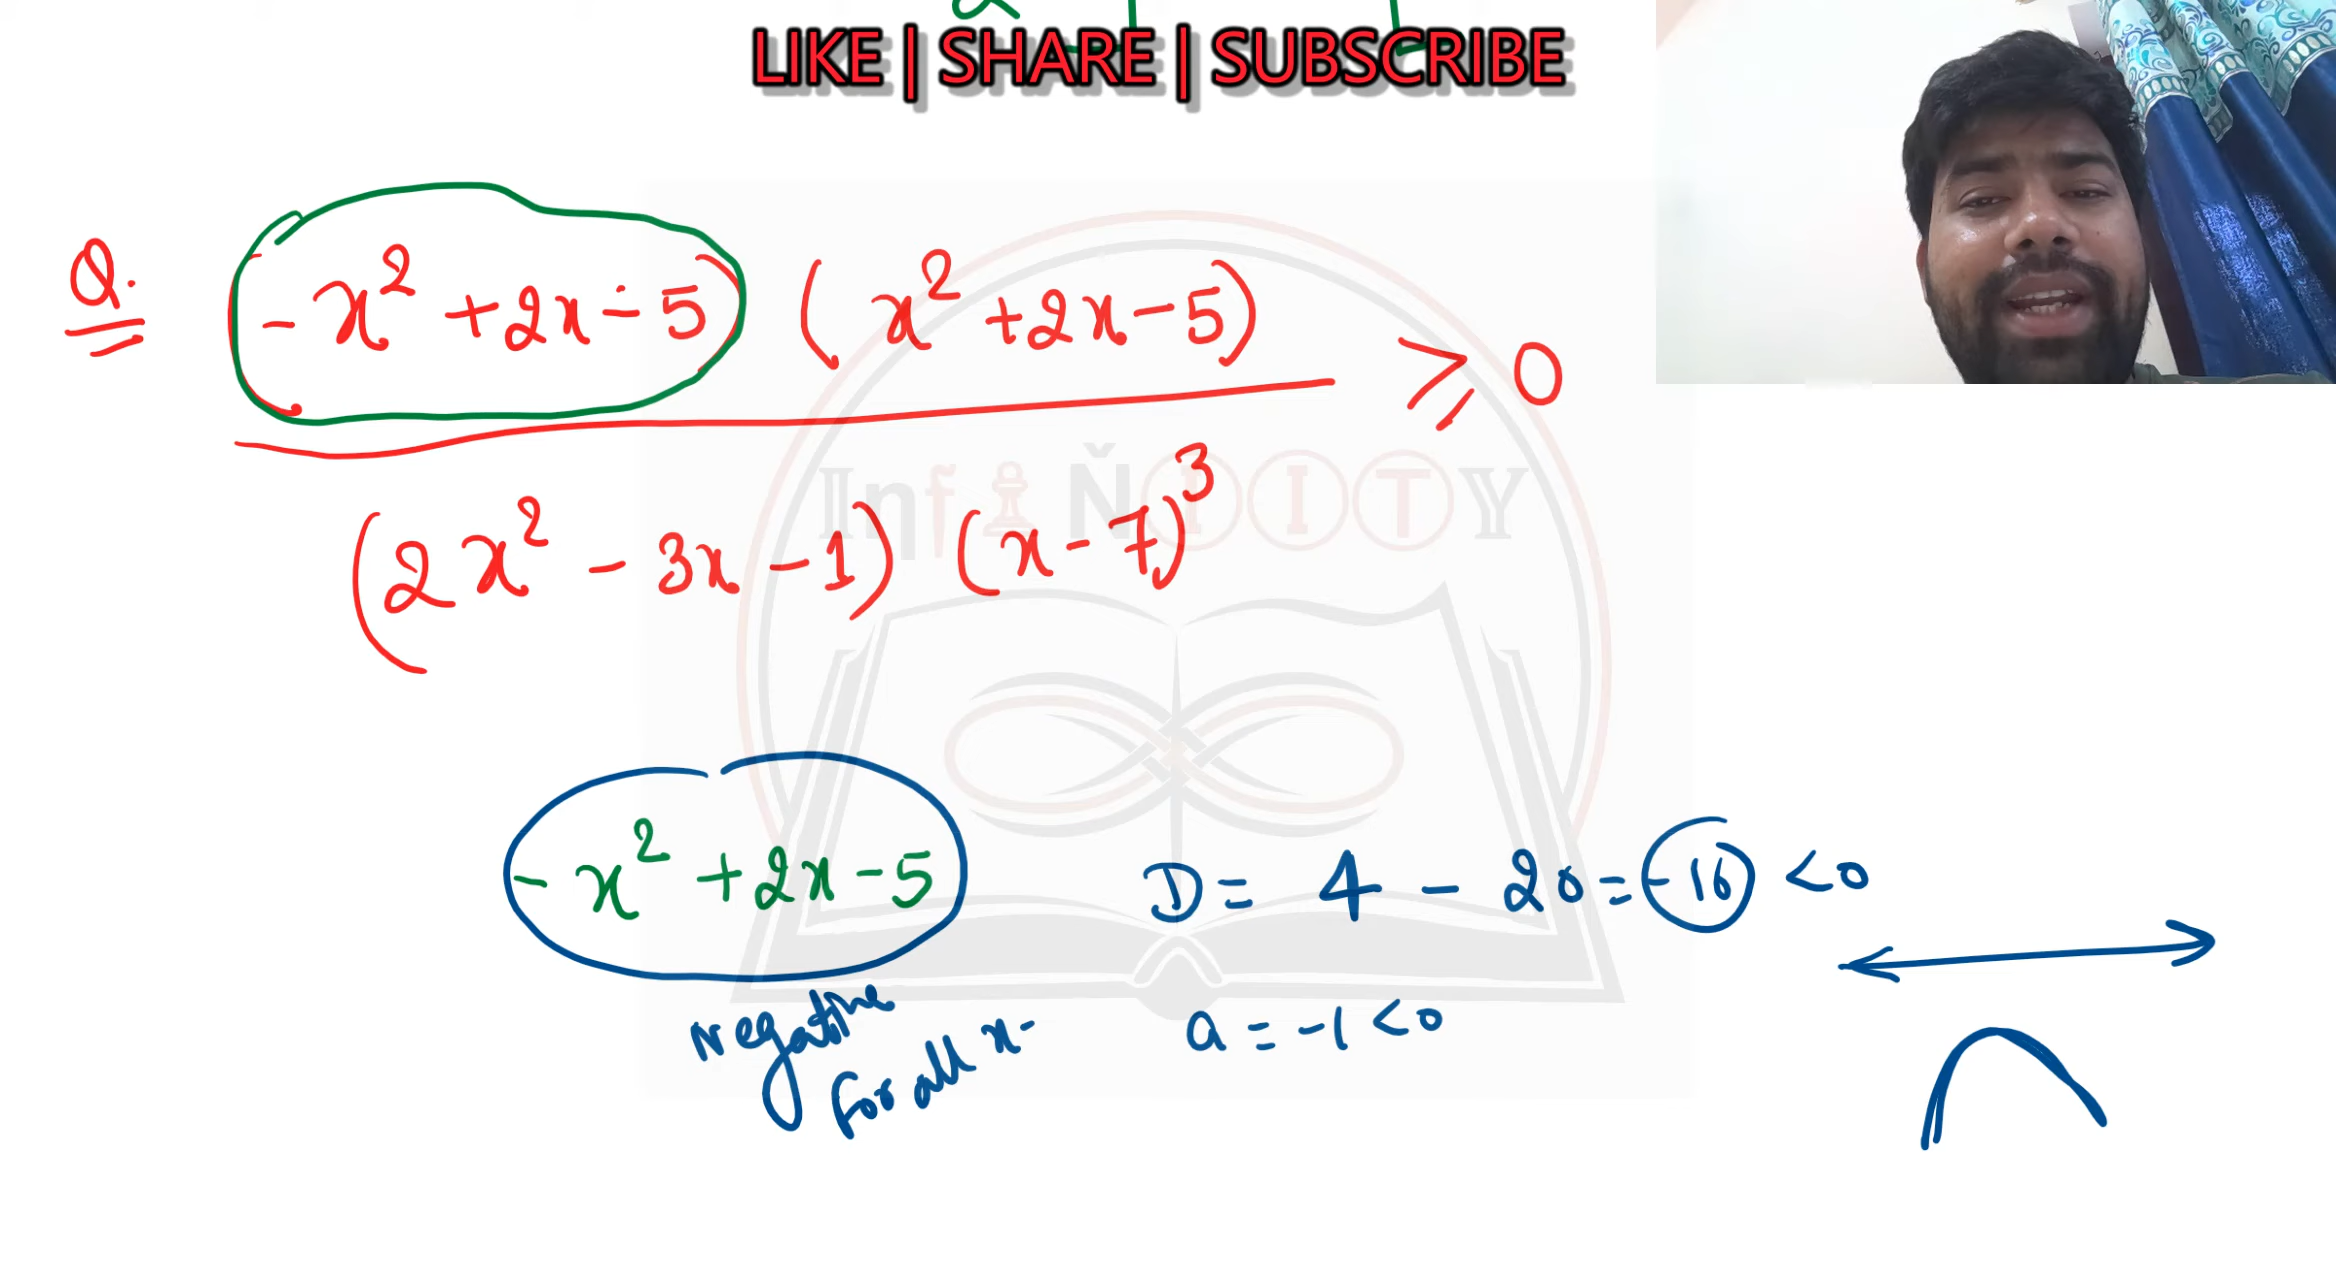 LIKE | SHARE | SUBSCRIBE
Q. (-x² + 2x - 5) (x² + 2x - 5)
≥ 0
(2x² - 3x - 1) (x - 7)³
InfiŇIITY
-x² + 2x - 5 D = 4 - 20 = -16 < 0
Negative
for all x.
a = -1 < 0